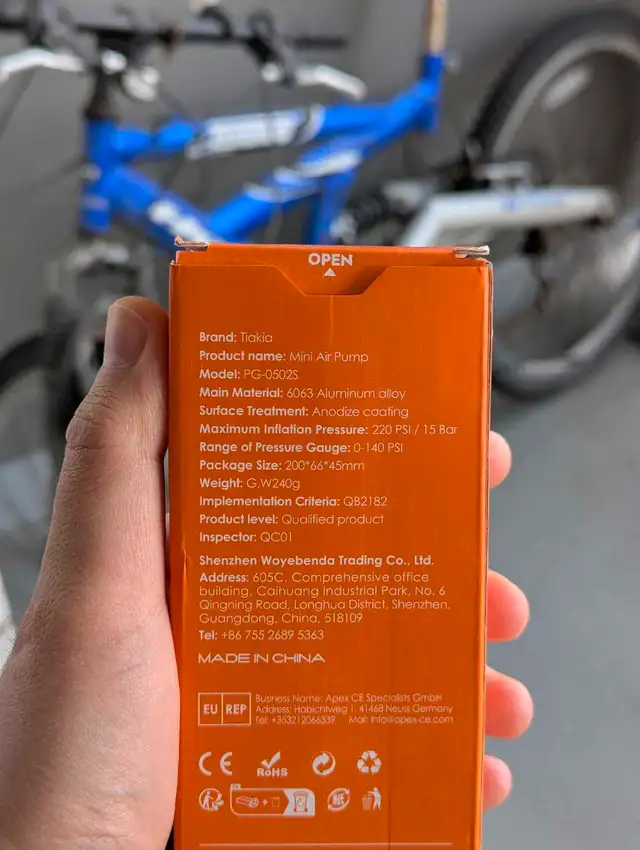 OPEN
Brand: Tiakia
Product name: Mini Air Pump
Model: PG-0502S
Main Material: 6063 Aluminum alloy
Surface Treatment: Anodize coating
Maximum Inflation Pressure: 220 PSI / 15 Bar
Range of Pressure Gauge: 0-140 PSI
Package Size: 200*66*45mm
Weight: G.W240g
Implementation Criteria: QB2182
Product level: Qualified product
Inspector: QC01
Shenzhen Woyebenda Trading Co., Ltd.
Address: 605C. Comprehensive office
building, Caihuang Industrial Park, No. 6
Qingning Road, Longhua District, Shenzhen,
Guangdong, China, 518109
Tel: +86 755 2689 5363
MADE IN CHINA
EU REP
Business Name: Apex CE Specialists GmbH
Address: Habichtweg 1. 41468 Neuss Germany
Tel: +353212066339 Mail: Info@apex-ce.com
CE
RoHS